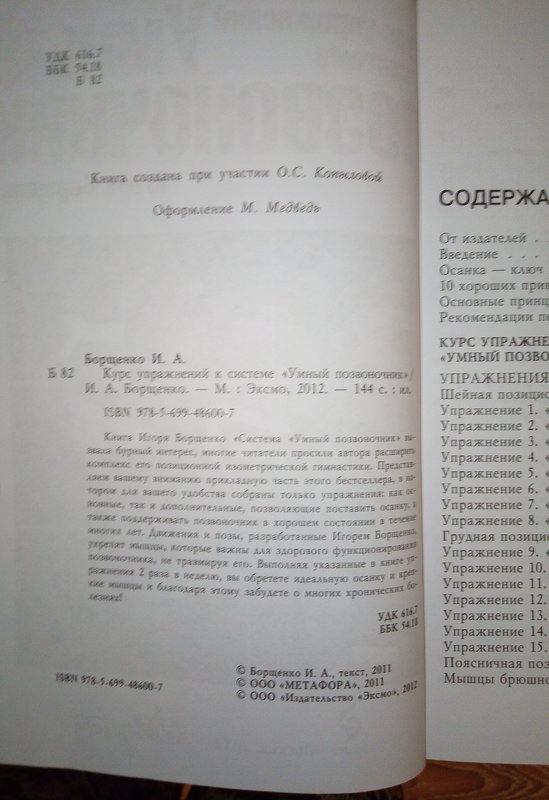 УДК 616.7
ББК 54.18
Б 82
Книга создана при участии О.С. Копыловой
Оформление М. Медведь
Борщенко И. А.
Б 82 Курс упражнений к системе «Умный позвоночник» /
И. А. Борщенко. — М. : Эксмо, 2012. — 144 с. : ил.
ISBN 978-5-699-48600-7
Книга Игоря Борщенко «Система «Умный позвоночник» вы-
звала бурный интерес, многие читатели просили автора расширить
комплекс его позиционной изометрической гимнастики. Представ-
ляем вашему вниманию прикладную часть этого бестселлера, в ко-
тором для вашего удобства собраны только упражнения: как ос-
новные, так и дополнительные, позволяющие поставить осанку, а
также поддерживать позвоночник в хорошем состоянии в течение
многих лет. Движения и позы, разработанные Игорем Борщенко,
укрепят мышцы, которые важны для здорового функционирования
позвоночника, не травмируя его. Выполняя указанные в книге уп-
ражнения 2 раза в неделю, вы обретете идеальную осанку и креп-
кие мышцы и благодаря этому забудете о многих хронических бо-
лезнях!
УДК 616.7
ББК 54.18
© Борщенко И. А., текст, 2011
© ООО «МЕТАФОРА», 2011
ISBN 978-5-699-48600-7 © ООО «Издательство «Эксмо», 2012
СОДЕРЖА
От издателей .
Введение . . .
Осанка — ключ
10 хороших прив
Основные принц
Рекомендации п
КУРС УПРАЖНЕ
«УМНЫЙ ПОЗВО
УПРАЖНЕНИЯ
Шейная позицио
Упражнение 1. «
Упражнение 2. «
Упражнение 3. «
Упражнение 4. «
Упражнение 5. «
Упражнение 6. «
Упражнение 7. «
Упражнение 8. «
Грудная позицио
Упражнение 9. «
Упражнение 10.
Упражнение 11.
Упражнение 12.
Упражнение 13.
Упражнение 14.
Упражнение 15.
Поясничная поз
Мышцы брюшно